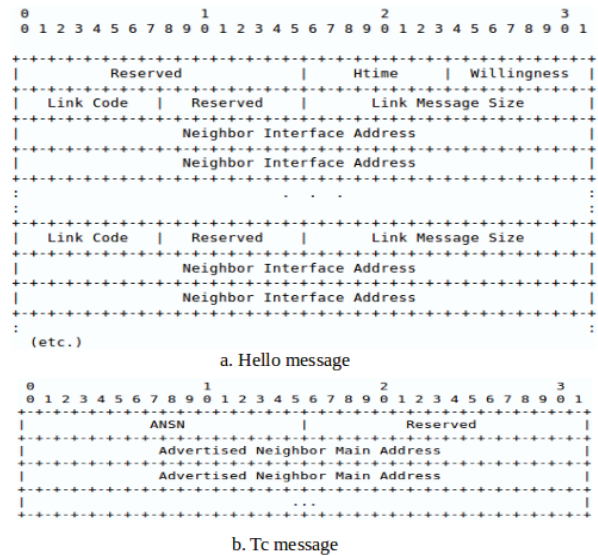 0                   1                   2                   3
0 1 2 3 4 5 6 7 8 9 0 1 2 3 4 5 6 7 8 9 0 1 2 3 4 5 6 7 8 9 0 1
+-+-+-+-+-+-+-+-+-+-+-+-+-+-+-+-+-+-+-+-+-+-+-+-+-+-+-+-+-+-+-+-+
| Reserved | Htime | Willingness |
+-+-+-+-+-+-+-+-+-+-+-+-+-+-+-+-+-+-+-+-+-+-+-+-+-+-+-+-+-+-+-+-+
| Link Code | Reserved | Link Message Size |
+-+-+-+-+-+-+-+-+-+-+-+-+-+-+-+-+-+-+-+-+-+-+-+-+-+-+-+-+-+-+-+-+
| Neighbor Interface Address |
+-+-+-+-+-+-+-+-+-+-+-+-+-+-+-+-+-+-+-+-+-+-+-+-+-+-+-+-+-+-+-+-+
| Neighbor Interface Address |
+-+-+-+-+-+-+-+-+-+-+-+-+-+-+-+-+-+-+-+-+-+-+-+-+-+-+-+-+-+-+-+-+
: . . . :
: :
+-+-+-+-+-+-+-+-+-+-+-+-+-+-+-+-+-+-+-+-+-+-+-+-+-+-+-+-+-+-+-+-+
| Link Code | Reserved | Link Message Size |
+-+-+-+-+-+-+-+-+-+-+-+-+-+-+-+-+-+-+-+-+-+-+-+-+-+-+-+-+-+-+-+-+
| Neighbor Interface Address |
+-+-+-+-+-+-+-+-+-+-+-+-+-+-+-+-+-+-+-+-+-+-+-+-+-+-+-+-+-+-+-+-+
| Neighbor Interface Address |
+-+-+-+-+-+-+-+-+-+-+-+-+-+-+-+-+-+-+-+-+-+-+-+-+-+-+-+-+-+-+-+-+
: :
(etc.)
a. Hello message
0                   1                   2                   3
0 1 2 3 4 5 6 7 8 9 0 1 2 3 4 5 6 7 8 9 0 1 2 3 4 5 6 7 8 9 0 1
+-+-+-+-+-+-+-+-+-+-+-+-+-+-+-+-+-+-+-+-+-+-+-+-+-+-+-+-+-+-+-+-+
| ANSN | Reserved |
+-+-+-+-+-+-+-+-+-+-+-+-+-+-+-+-+-+-+-+-+-+-+-+-+-+-+-+-+-+-+-+-+
| Advertised Neighbor Main Address |
+-+-+-+-+-+-+-+-+-+-+-+-+-+-+-+-+-+-+-+-+-+-+-+-+-+-+-+-+-+-+-+-+
| Advertised Neighbor Main Address |
+-+-+-+-+-+-+-+-+-+-+-+-+-+-+-+-+-+-+-+-+-+-+-+-+-+-+-+-+-+-+-+-+
| ... |
+-+-+-+-+-+-+-+-+-+-+-+-+-+-+-+-+-+-+-+-+-+-+-+-+-+-+-+-+-+-+-+-+
b. Tc message